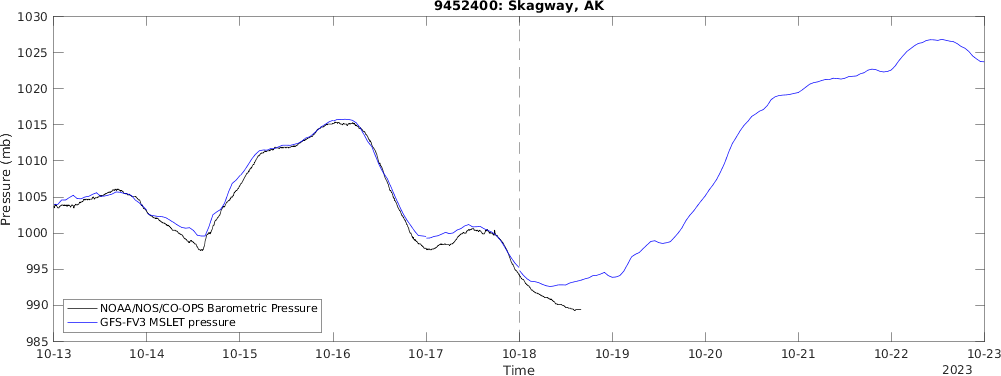 9452400: Skagway, AK
Pressure (mb)
1030
1025
1020
1015
1010
1005
1000
995
990
985
NOAA/NOS/CO-OPS Barometric Pressure
GFS-FV3 MSLET pressure
10-13 10-14 10-15 10-16 10-17 10-18 10-19 10-20 10-21 10-22 10-23
Time
2023